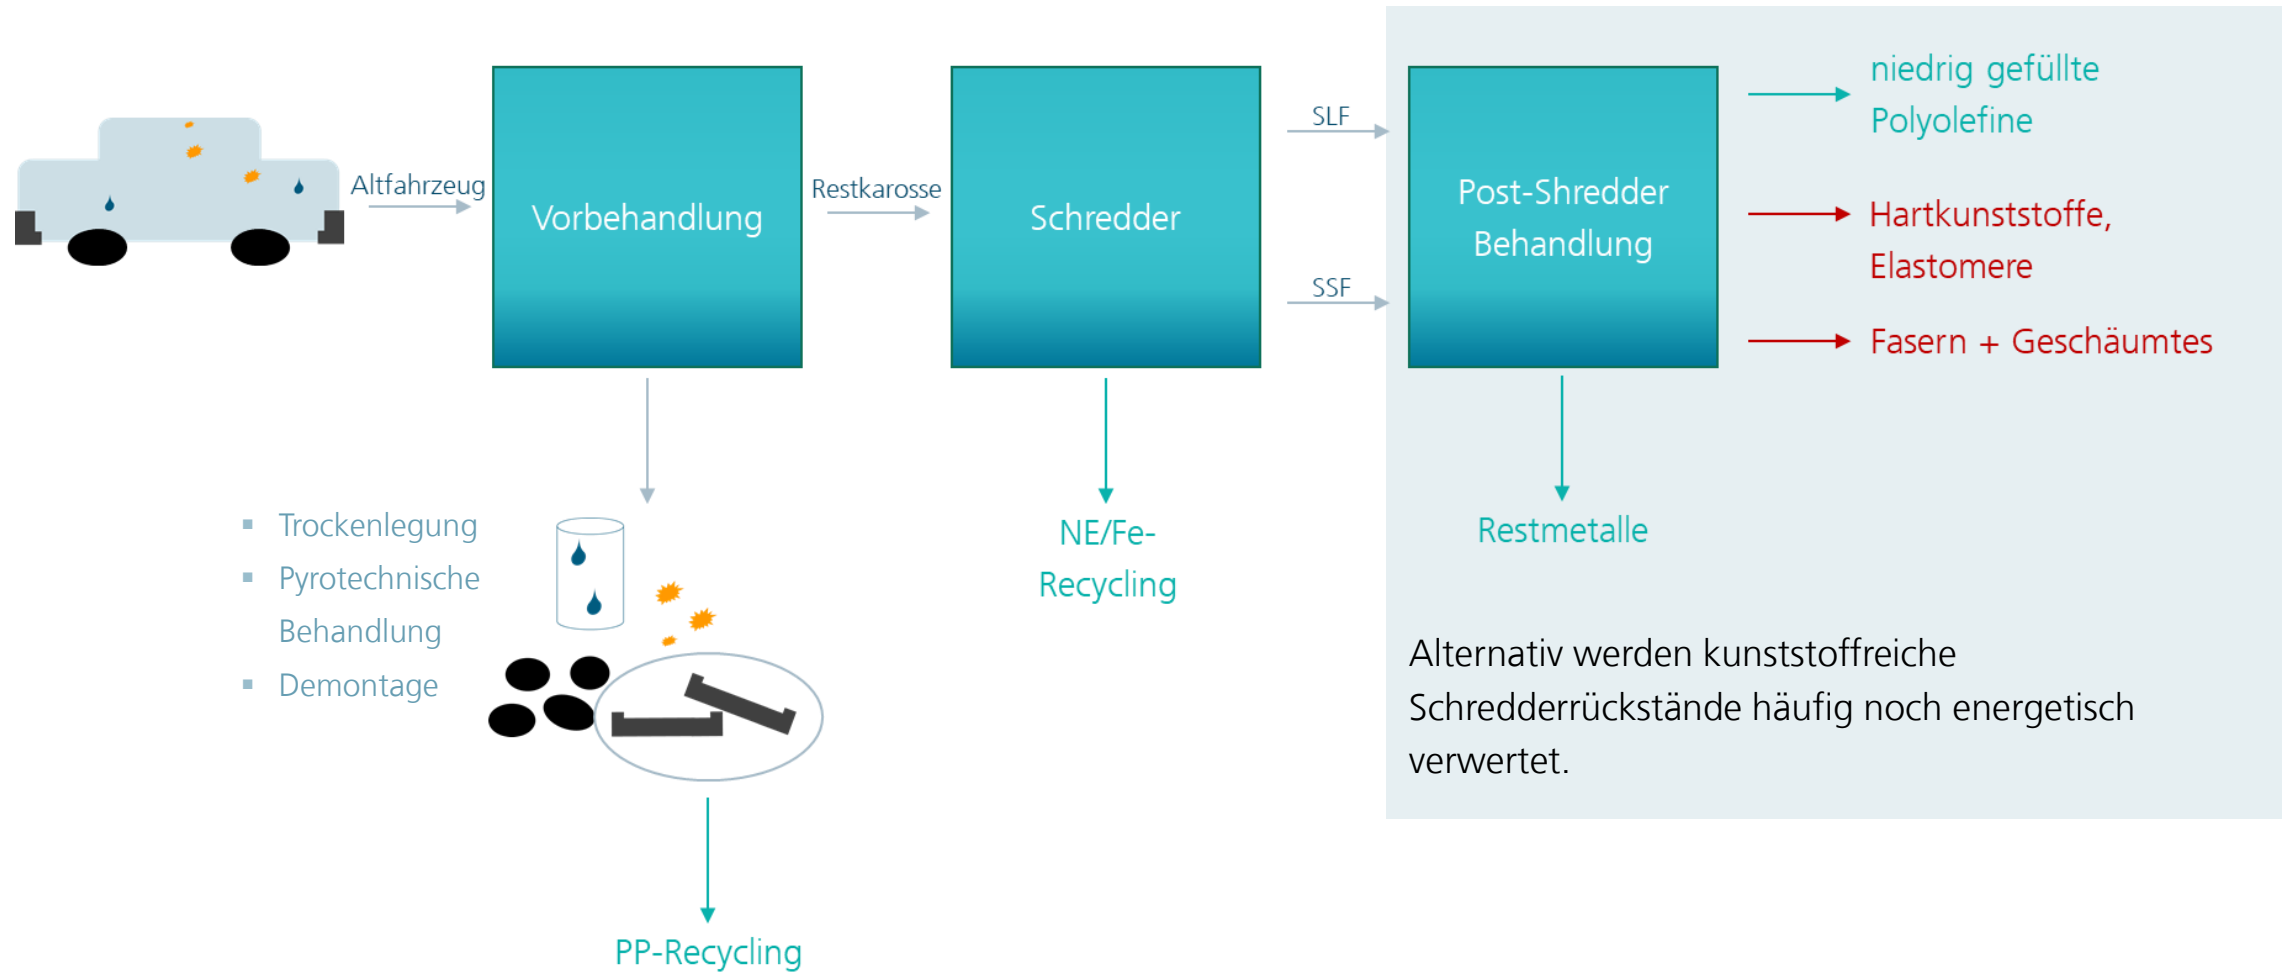 Altfahrzeug
Vorbehandlung
Restkarosse
Schredder
SLF
SSF
Post-Shredder
Behandlung
niedrig gefüllte
Polyolefine
Hartkunststoffe,
Elastomere
Fasern + Geschäumtes
▪ Trockenlegung
▪ Pyrotechnische
Behandlung
▪ Demontage
NE/Fe-
Recycling
Restmetalle
Alternativ werden kunststoffreiche
Schredderrückstände häufig noch energetisch
verwertet.
PP-Recycling